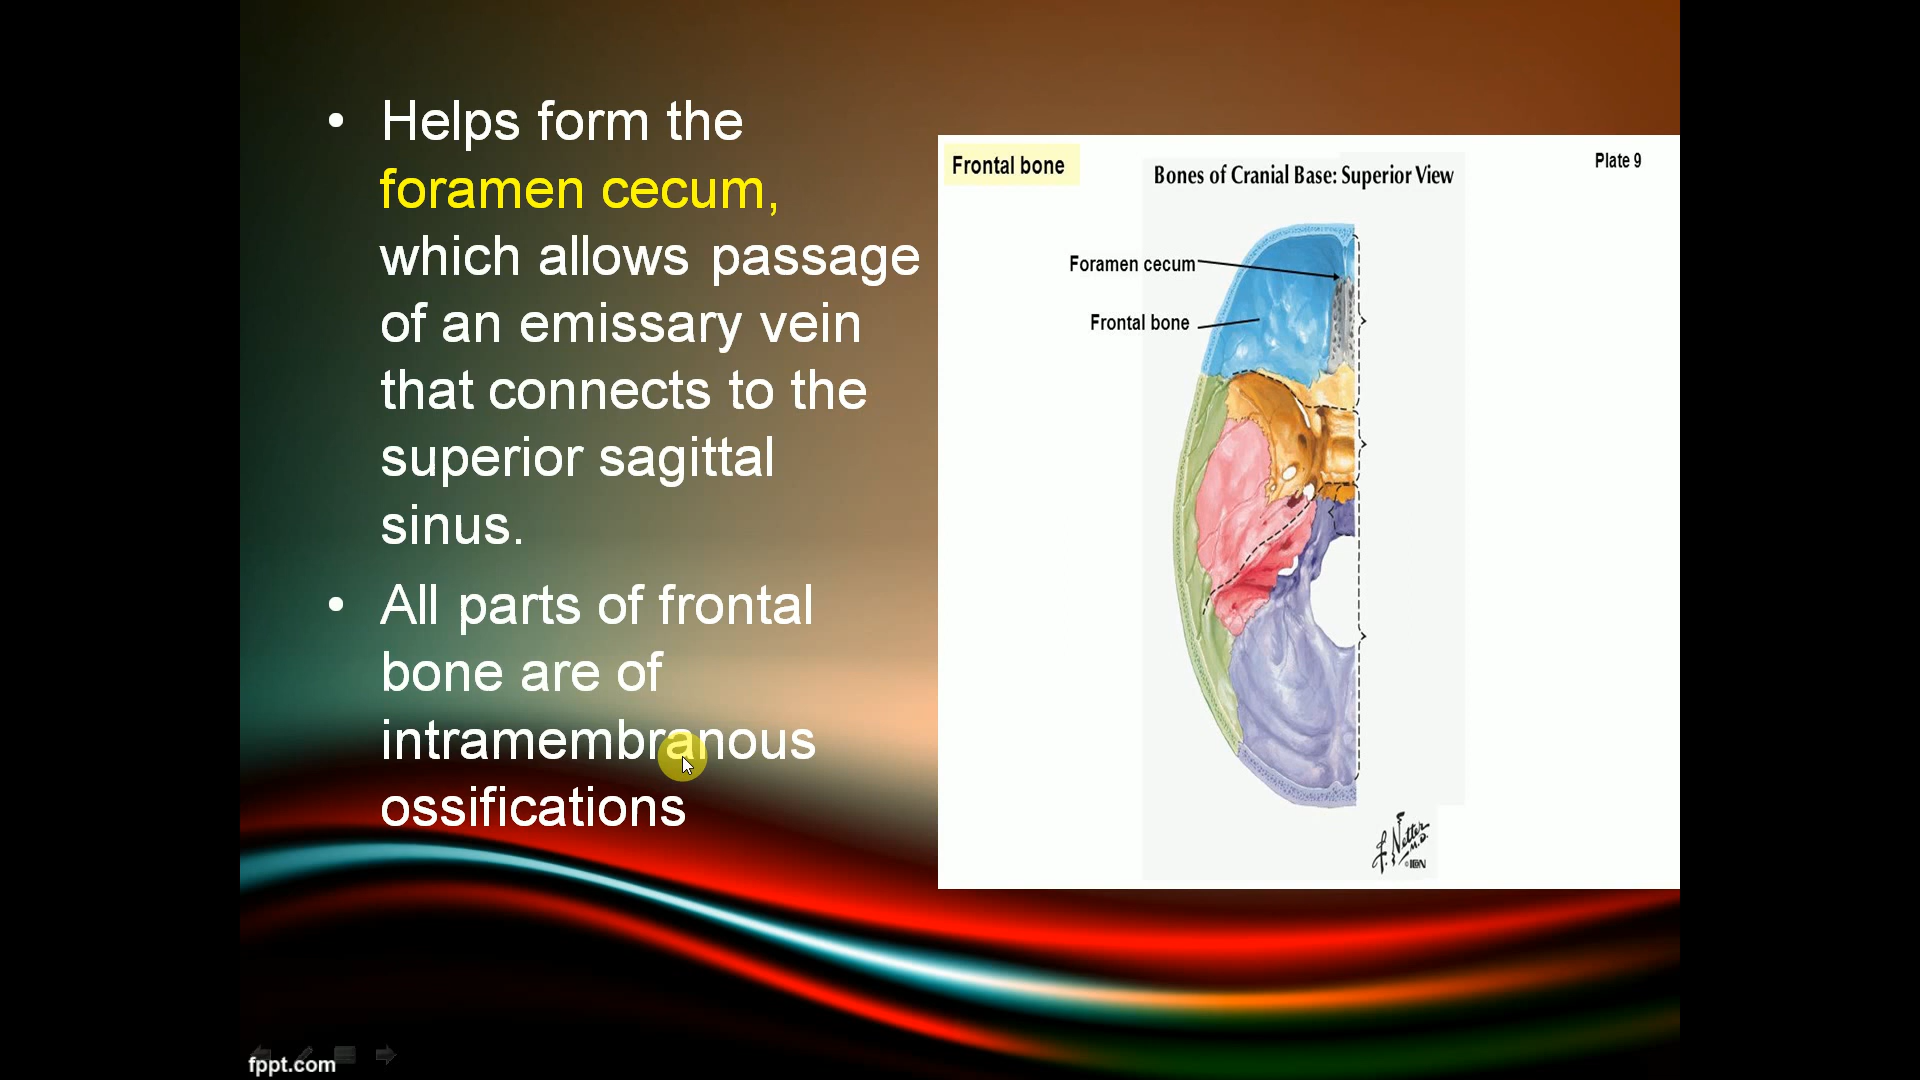 • Helps form the
foramen cecum,
which allows passage
of an emissary vein
that connects to the
superior sagittal
sinus.
• All parts of frontal
bone are of
intramembranous
ossifications
Frontal bone
Plate 9
Bones of Cranial Base: Superior View
Foramen cecum
Frontal bone
F. Netter
M.D.
fppt.com